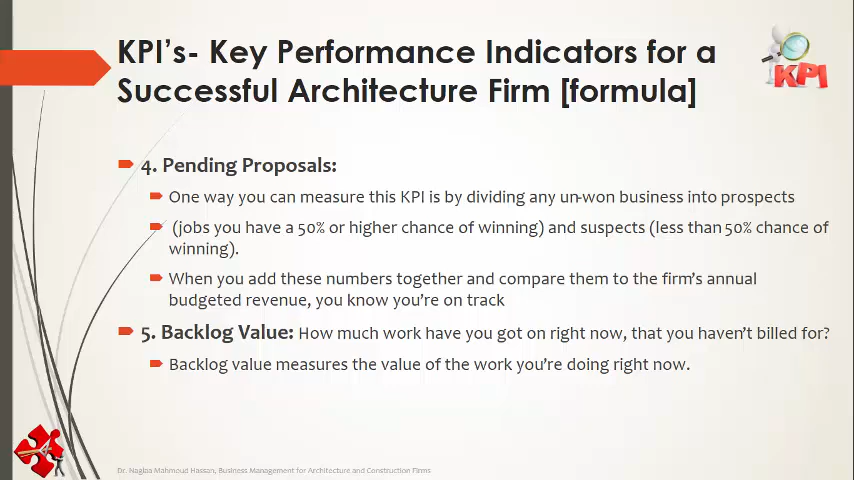 KPI's- Key Performance Indicators for a
Successful Architecture Firm [formula]
KPI
4. Pending Proposals:
One way you can measure this KPI is by dividing any un-won business into prospects
(jobs you have a 50% or higher chance of winning) and suspects (less than 50% chance of
winning).
When you add these numbers together and compare them to the firm's annual
budgeted revenue, you know you're on track
5. Backlog Value: How much work have you got on right now, that you haven't billed for?
Backlog value measures the value of the work you're doing right now.
Dr. Naglaa Mahmoud Hassan, Business Management for Architecture and Construction Firms